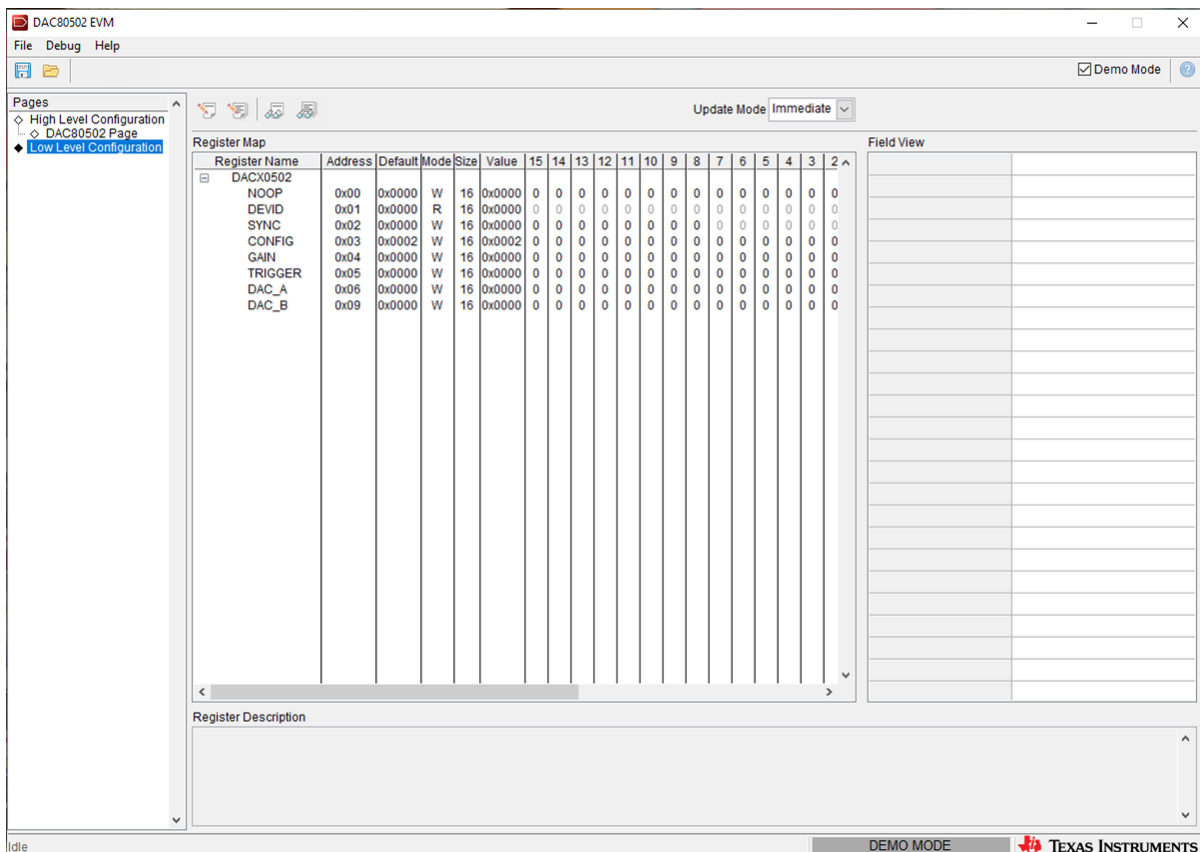 DAC80502 EVM
File Debug Help
Demo Mode
Pages
High Level Configuration
DAC80502 Page
Low Level Configuration
Update Mode Immediate
Register Map
Field View
Register Name Address Default Mode Size Value 15 14 13 12 11 10 9 8 7 6 5 4 3 2
DACX0502
NOOP 0x00 0x0000 W 16 0x0000 0 0 0 0 0 0 0 0 0 0 0 0 0 0
DEVID 0x01 0x0000 R 16 0x0000 0 0 0 0 0 0 0 0 0 0 0 0 0 0
SYNC 0x02 0x0000 W 16 0x0000 0 0 0 0 0 0 0 0 0 0 0 0 0 0
CONFIG 0x03 0x0002 W 16 0x0002 0 0 0 0 0 0 0 0 0 0 0 0 0 0
GAIN 0x04 0x0000 W 16 0x0000 0 0 0 0 0 0 0 0 0 0 0 0 0 0
TRIGGER 0x05 0x0000 W 16 0x0000 0 0 0 0 0 0 0 0 0 0 0 0 0 0
DAC_A 0x06 0x0000 W 16 0x0000 0 0 0 0 0 0 0 0 0 0 0 0 0 0
DAC_B 0x09 0x0000 W 16 0x0000 0 0 0 0 0 0 0 0 0 0 0 0 0 0
Register Description
Idle
DEMO MODE
TEXAS INSTRUMENTS